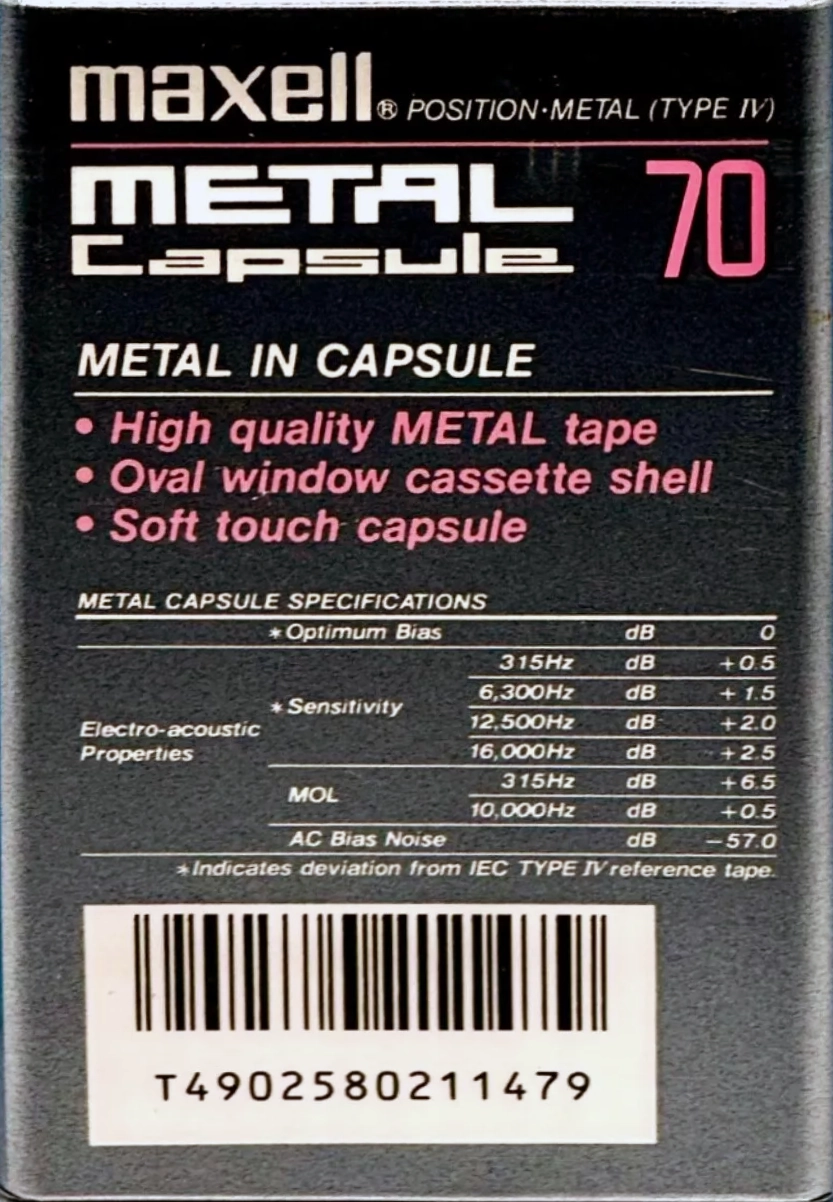 maxell® POSITION·METAL (TYPE IV)
METAL 70
Capsule
METAL IN CAPSULE
• High quality METAL tape
• Oval window cassette shell
• Soft touch capsule
METAL CAPSULE SPECIFICATIONS
*Optimum Bias dB 0
315Hz dB +0.5
*Sensitivity 6,300Hz dB +1.5
Electro-acoustic 12,500Hz dB +2.0
Properties 16,000Hz dB +2.5
MOL 315Hz dB +6.5
10,000Hz dB +0.5
AC Bias Noise dB −57.0
*Indicates deviation from IEC TYPE IV reference tape.
T4902580211479